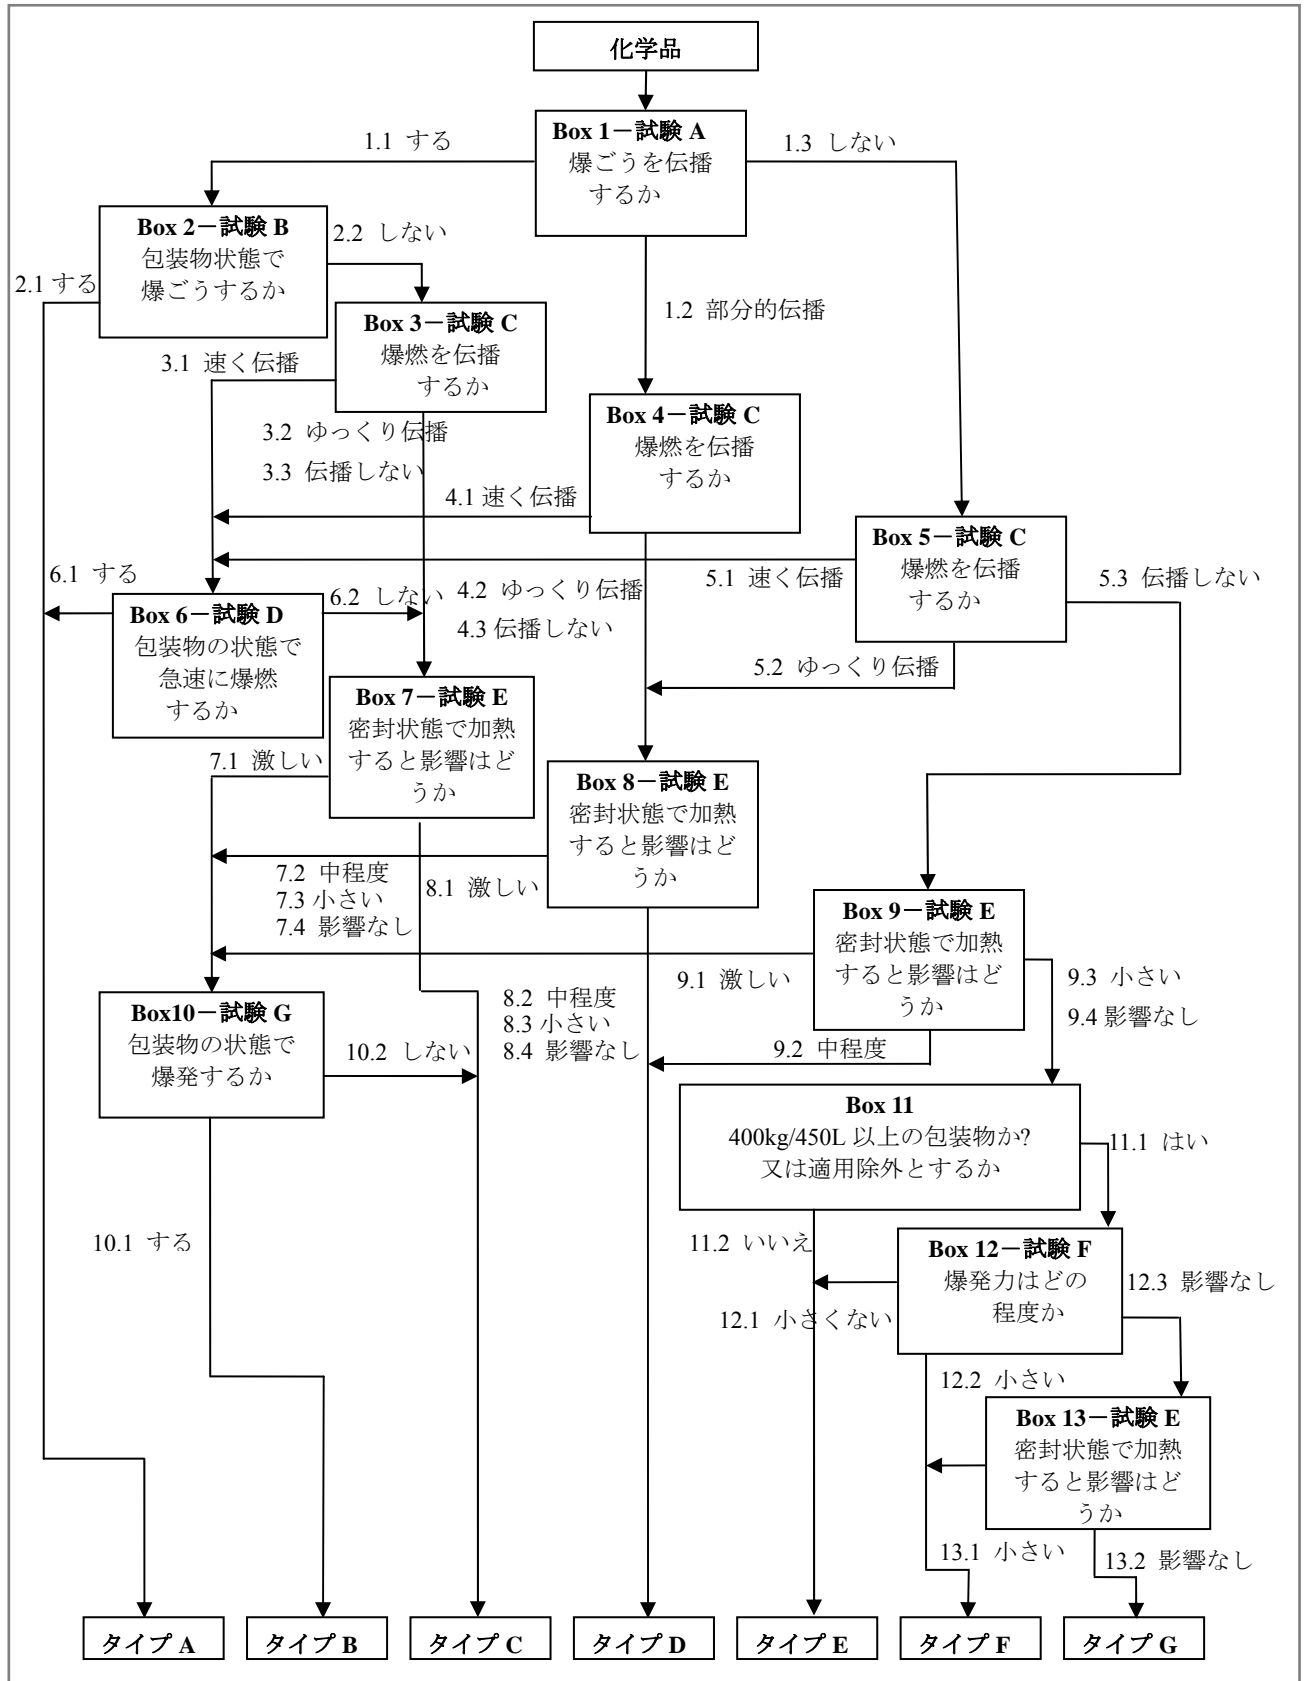 化学品
Box 1－試験 A
爆ごうを伝播
するか
1.1 する
1.3 しない
Box 2－試験 B
包装物状態で
爆ごうするか
2.2 しない
2.1 する
1.2 部分的伝播
Box 3－試験 C
爆燃を伝播
するか
3.1 速く伝播
Box 4－試験 C
爆燃を伝播
するか
3.2 ゆっくり伝播
3.3 伝播しない
4.1 速く伝播
Box 5－試験 C
爆燃を伝播
するか
5.1 速く伝播
5.3 伝播しない
6.1 する
6.2 しない
4.2 ゆっくり伝播
4.3 伝播しない
Box 6－試験 D
包装物の状態で
急速に爆燃
するか
5.2 ゆっくり伝播
Box 7－試験 E
密封状態で加熱
すると影響はど
うか
7.1 激しい
Box 8－試験 E
密封状態で加熱
すると影響はど
うか
7.2 中程度
7.3 小さい
7.4 影響なし
8.1 激しい
Box 9－試験 E
密封状態で加熱
すると影響はど
うか
9.1 激しい
9.3 小さい
9.4 影響なし
Box10－試験 G
包装物の状態で
爆発するか
8.2 中程度
8.3 小さい
8.4 影響なし
10.2 しない
9.2 中程度
Box 11
400kg/450L 以上の包装物か?
又は適用除外とするか
11.1 はい
10.1 する
11.2 いいえ
Box 12－試験 F
爆発力はどの
程度か
12.3 影響なし
12.1 小さくない
12.2 小さい
Box 13－試験 E
密封状態で加熱
すると影響はど
うか
13.1 小さい
13.2 影響なし
タイプ A
タイプ B
タイプ C
タイプ D
タイプ E
タイプ F
タイプ G